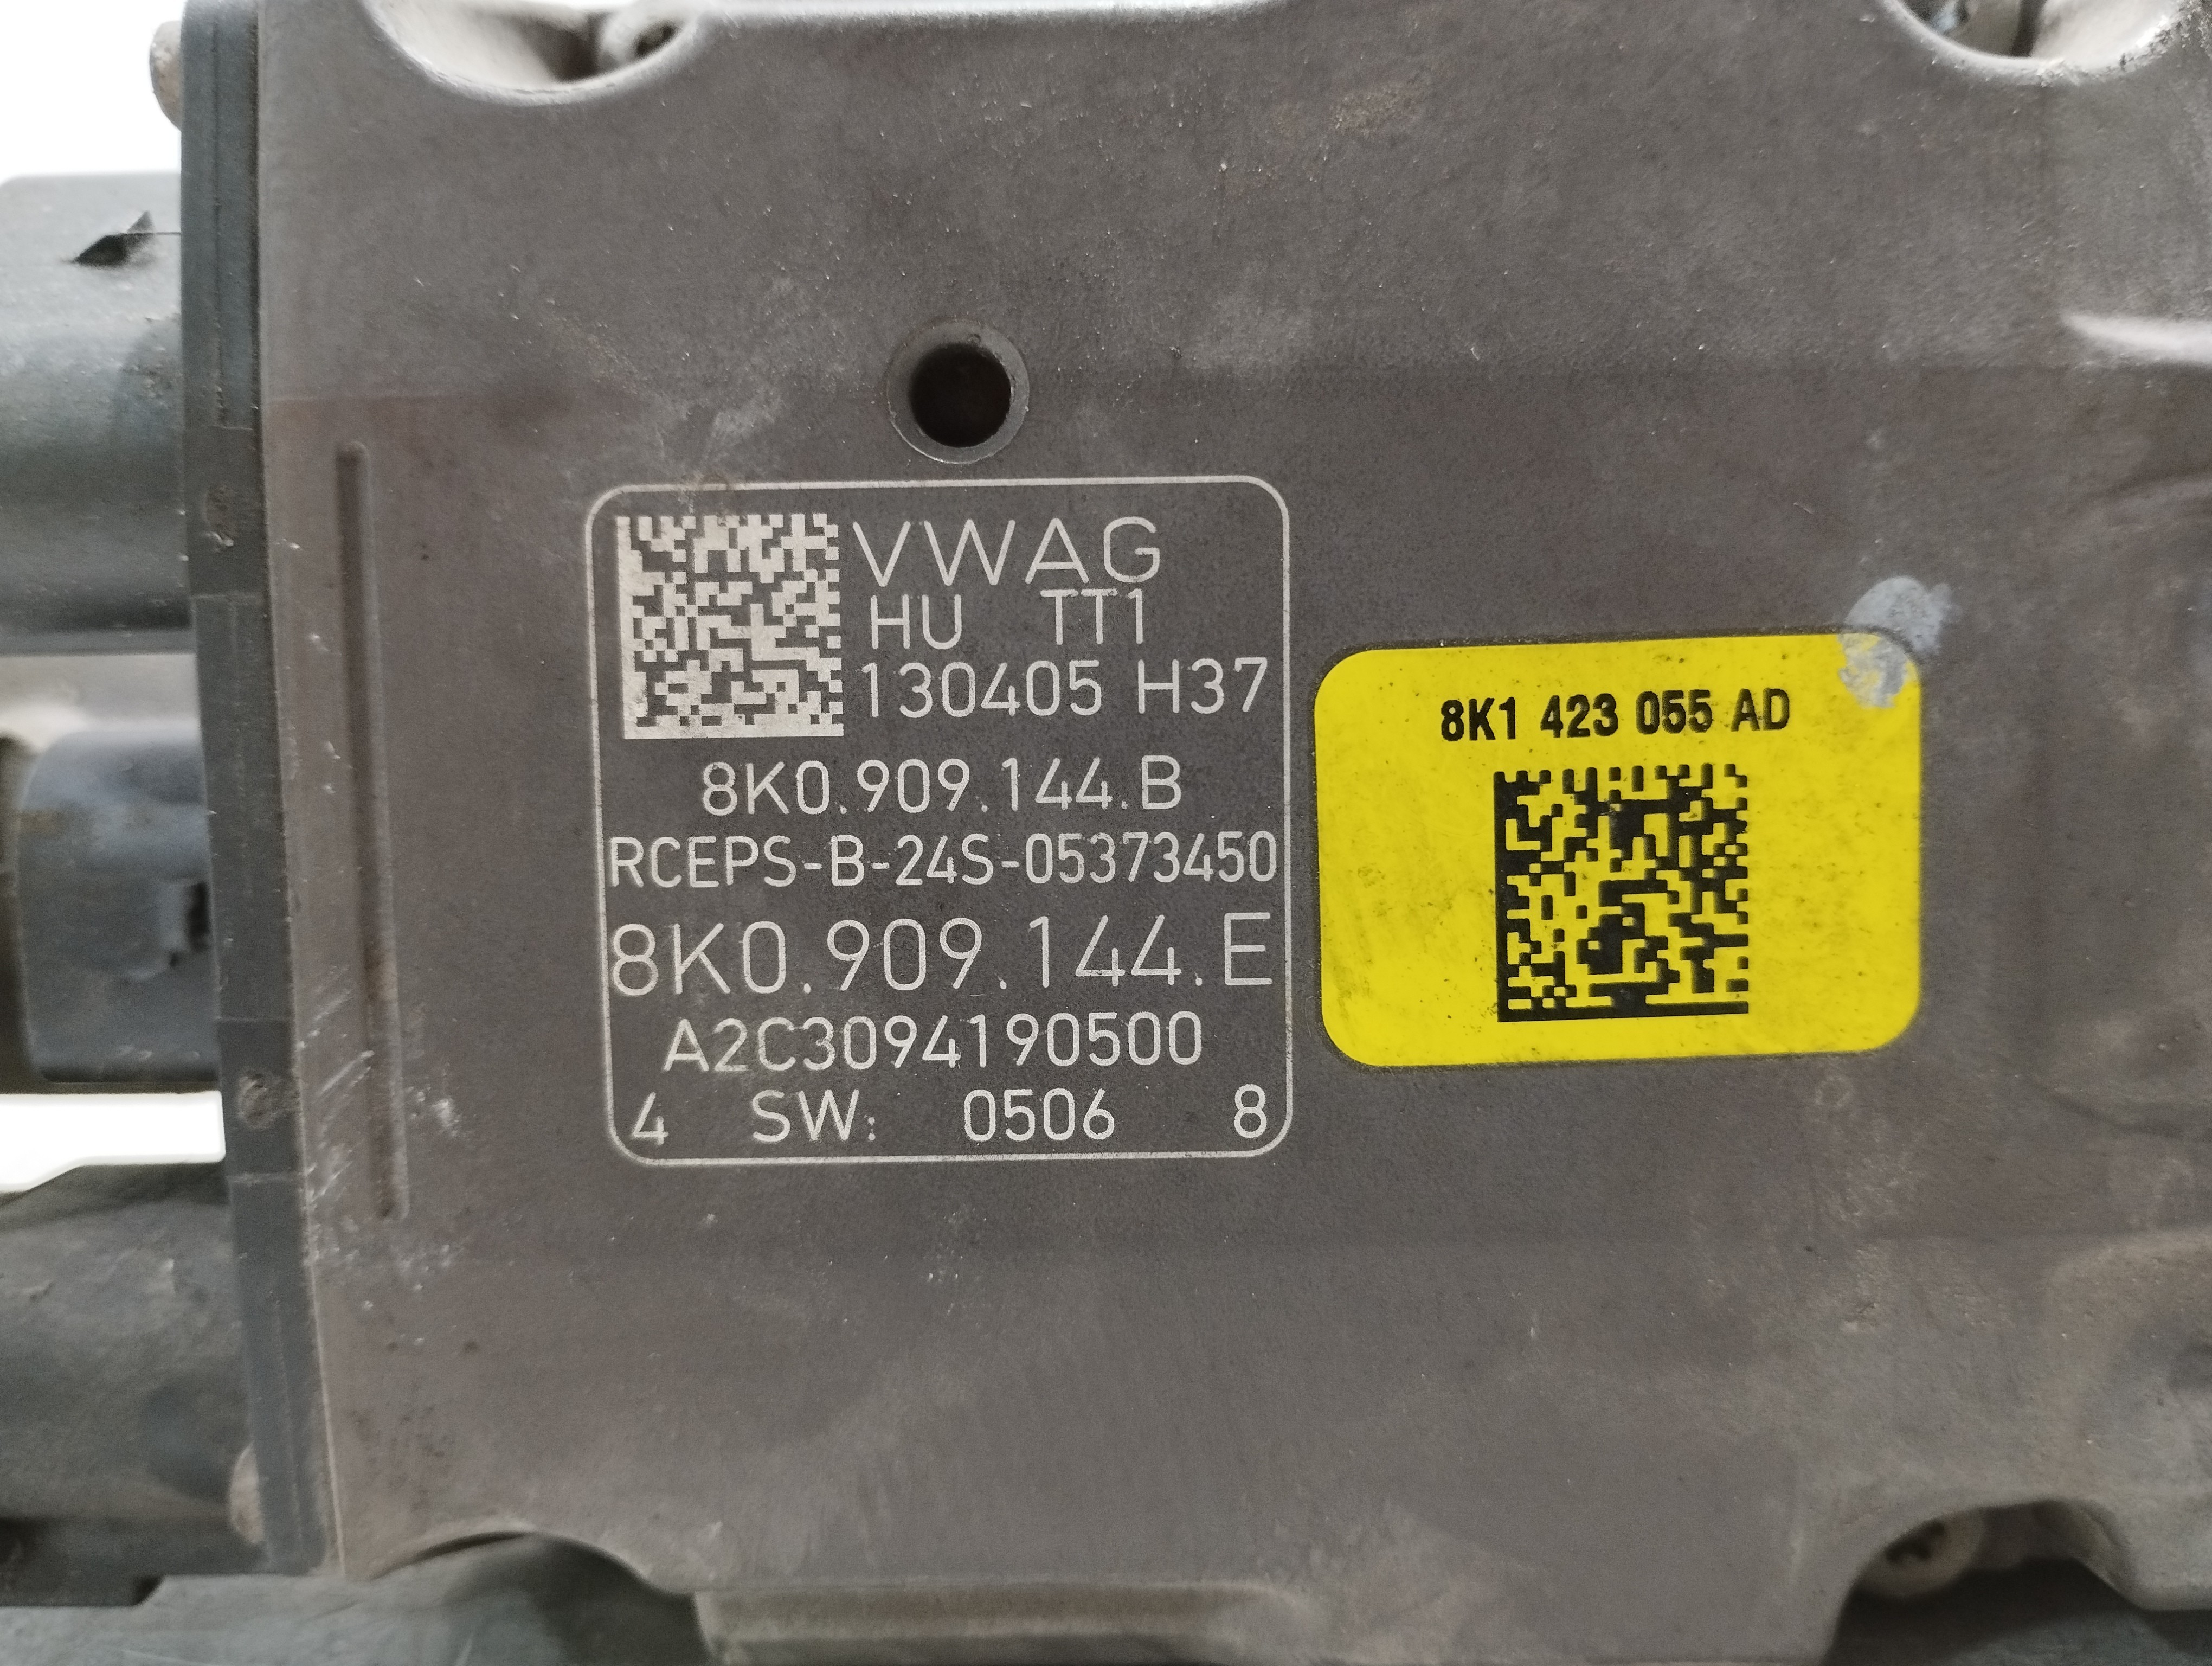 VWAG
HU TT1
130405 H37
8K0.909.144.B
RCEPS-B-24S-05373450
8K0.909.144.E
A2C3094190500
4 SW: 0506 8
8K1 423 055 AD